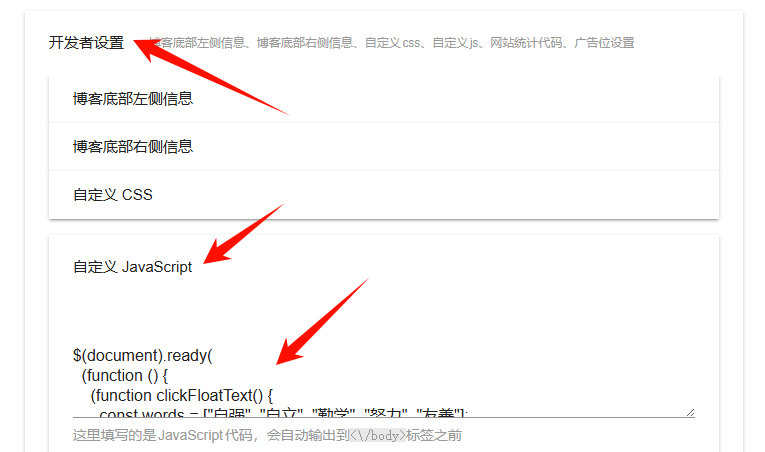 开发者设置 博客底部左侧信息、博客底部右侧信息、自定义css、自定义js、网站统计代码、广告位设置
博客底部左侧信息
博客底部右侧信息
自定义 CSS
自定义 JavaScript
$(document).ready(
(function () {
(function clickFloatText() {
const words = ["自强", "自立", "勤学", "努力", "友善"];
这里填写的是JavaScript代码，会自动输出到<\/body>标签之前